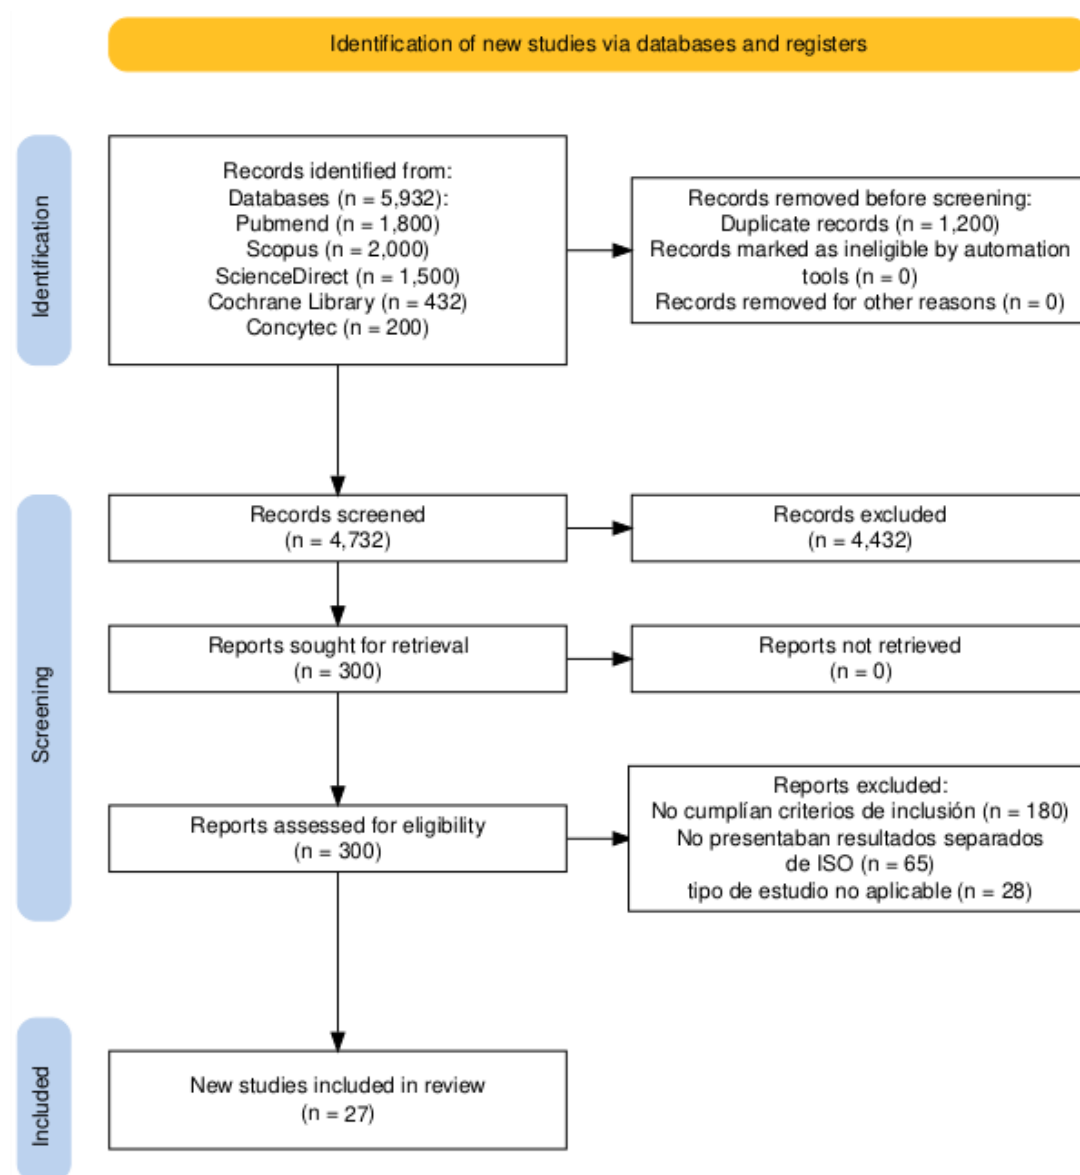 Identification of new studies via databases and registers
Identification
Records identified from:
Databases (n = 5,932):
Pubmend (n = 1,800)
Scopus (n = 2,000)
ScienceDirect (n = 1,500)
Cochrane Library (n = 432)
Concytec (n = 200)
Records removed before screening:
Duplicate records (n = 1,200)
Records marked as ineligible by automation
tools (n = 0)
Records removed for other reasons (n = 0)
Screening
Records screened
(n = 4,732)
Records excluded
(n = 4,432)
Reports sought for retrieval
(n = 300)
Reports not retrieved
(n = 0)
Reports assessed for eligibility
(n = 300)
Reports excluded:
No cumplían criterios de inclusión (n = 180)
No presentaban resultados separados
de ISO (n = 65)
tipo de estudio no aplicable (n = 28)
Included
New studies included in review
(n = 27)